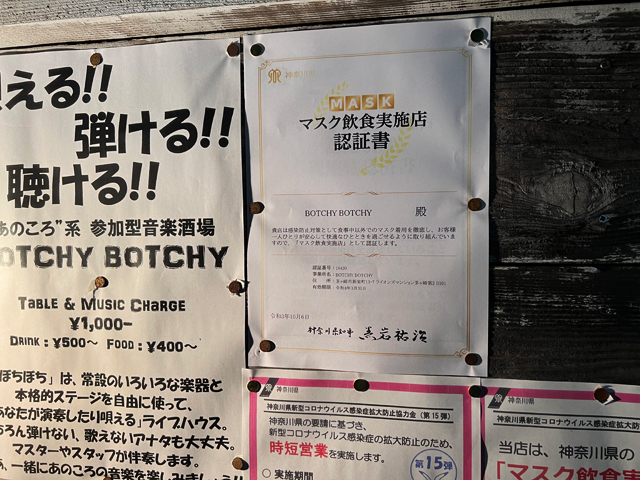 える!!
弾ける!!
聴ける!!
あのころ"系 参加型音楽酒場
BOTCHY BOTCHY
TABLE & MUSIC CHARGE
¥1,000-
DRINK : ¥500～ FOOD : ¥400～
ぼちぼち」は、常設のいろいろな楽器と
本格的ステージを自由に使って、
あなたが演奏したり唄える」ライブハウス。
ろん弾けない、歌えないアナタも大丈夫。
マスターやスタッフが伴奏します。
一緒にあのころの音楽を楽しみましょう!!
神奈川県
MASK
マスク飲食実施店
認証書
BOTCHY BOTCHY 殿
貴店は感染防止対策として食事中以外でのマスク着用を徹底し、お客様
一人ひとりが安心して快適なひとときを過ごせるように取り組んでいま
すので、「マスク飲食実施店」として認証します。
認証番号：
事業所名：BOTCHY BOTCHY
住 所：
有効期限：
令和3年10月6日
神奈川県知事 黒岩祐治
神奈川県
神奈川県新型コロナウイルス感染症拡大防止協力金（第15弾）
神奈川県の要請に基づき、
新型コロナウイルス感染症の拡大防止のため、
時短営業を実施します。
○ 実施期間
第15弾
神奈川県
神奈川県新型コロナウイルス感染症拡大防
当店は、神奈川県の
「マスク飲食実